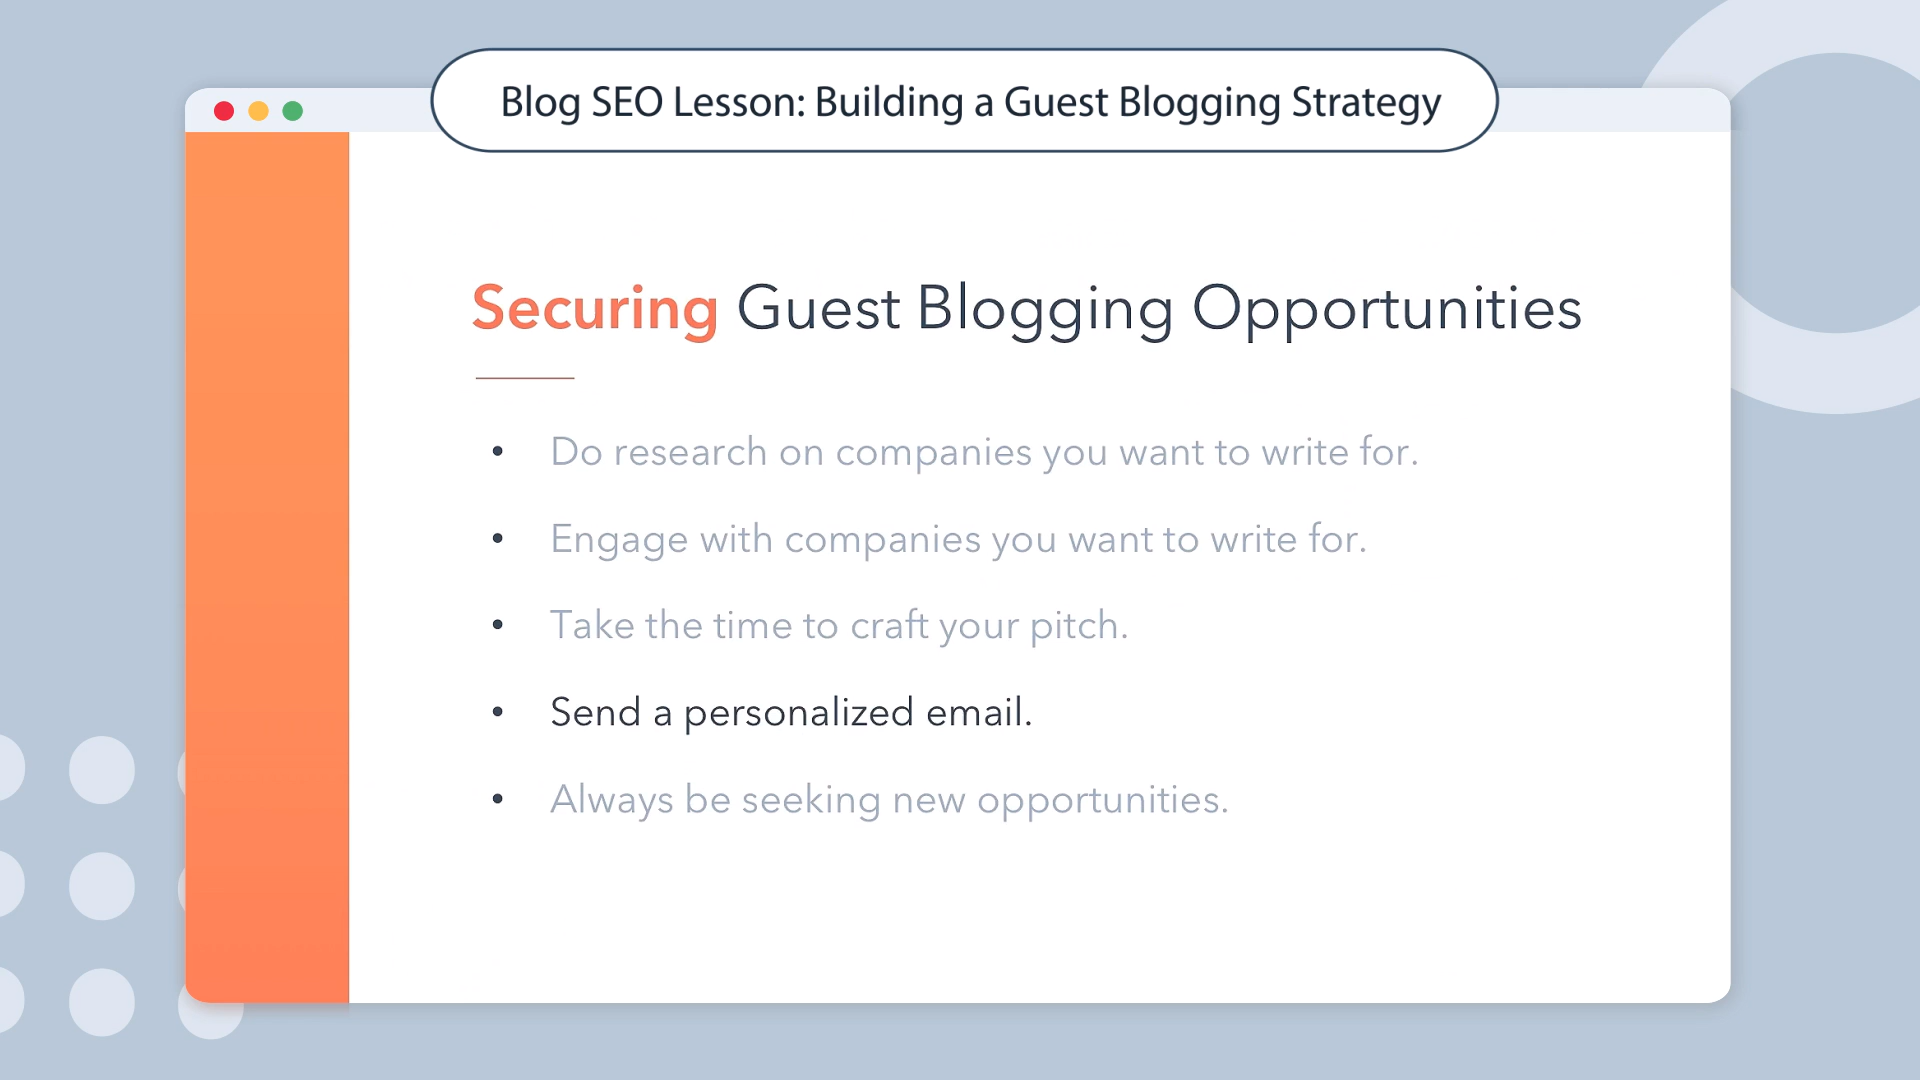 Blog SEO Lesson: Building a Guest Blogging Strategy
Securing Guest Blogging Opportunities
• Do research on companies you want to write for.
• Engage with companies you want to write for.
• Take the time to craft your pitch.
• Send a personalized email.
• Always be seeking new opportunities.